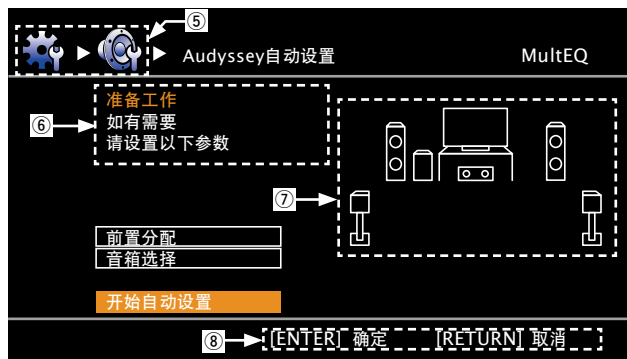 ⑤
Audyssey自动设置 MultEQ
准备工作
如有需要
请设置以下参数
⑥
⑦
前置分配
音箱选择
开始自动设置
⑧
[ENTER] 确定 [RETURN] 取消